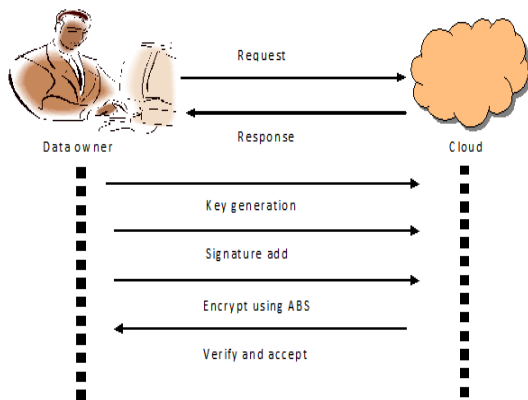 Request
Response
Data owner
Cloud
Key generation
Signature add
Encrypt using ABS
Verify and accept